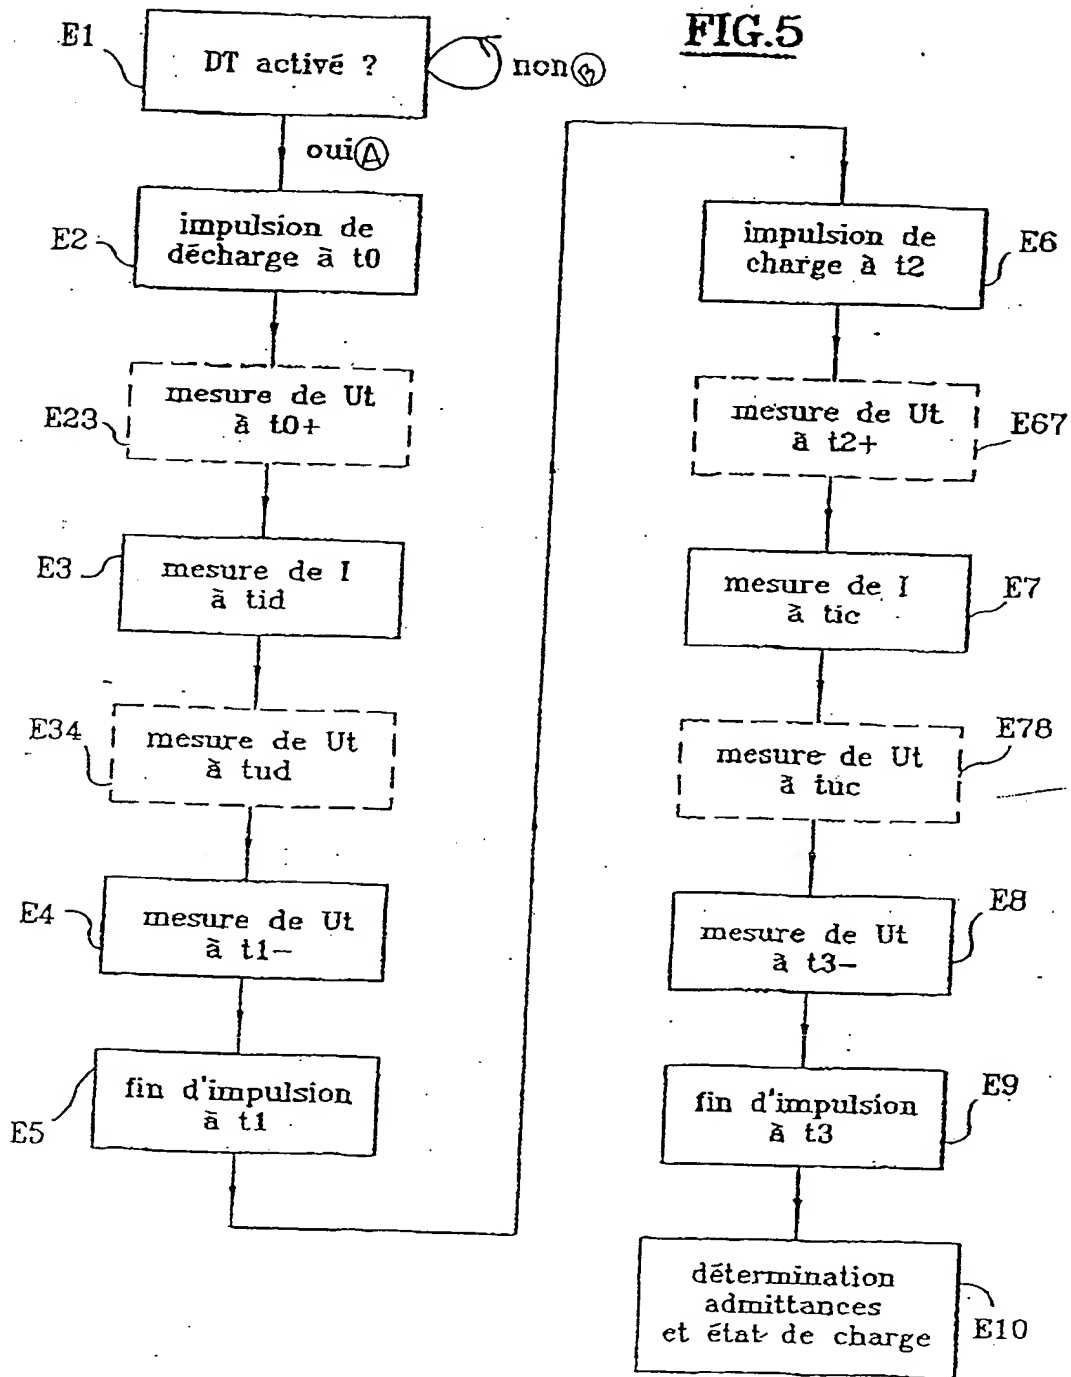 FIG.5
E1
DT activé ?
non Ⓑ
oui Ⓐ
E2
impulsion de
décharge à t0
E23
mesure de Ut
à t0+
E3
mesure de I
à tid
E34
mesure de Ut
à tud
E4
mesure de Ut
à t1-
E5
fin d'impulsion
à t1
impulsion de
charge à t2
E6
mesure de Ut
à t2+
E67
mesure de I
à tic
E7
mesure de Ut
à tuc
E78
mesure de Ut
à t3-
E8
fin d'impulsion
à t3
E9
détermination
admittances
et état de charge
E10